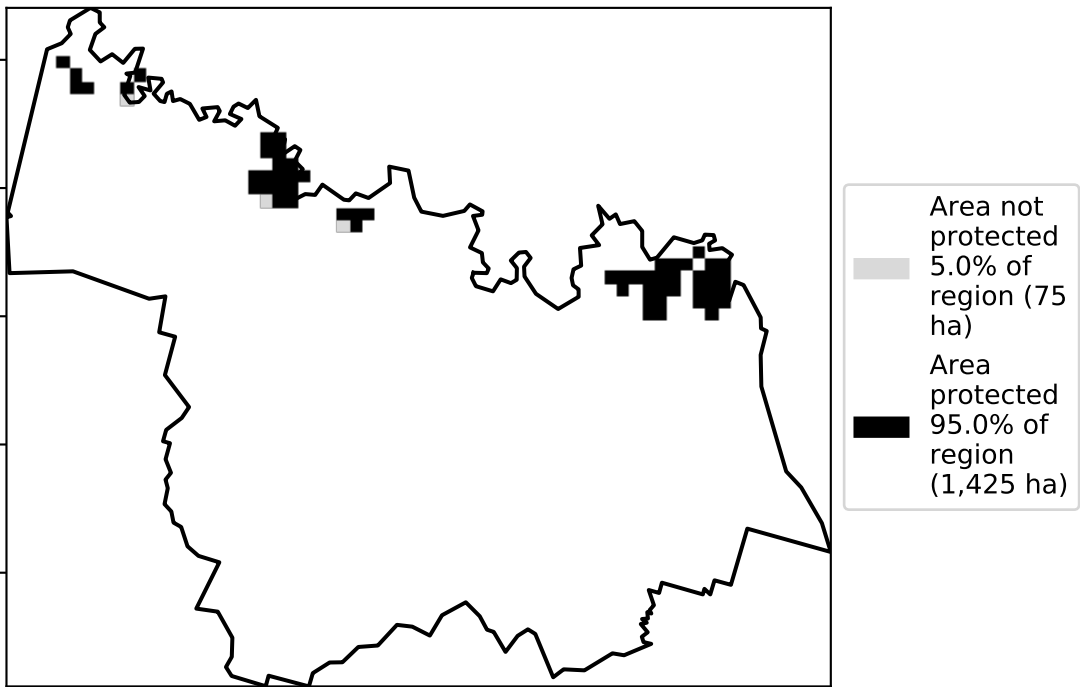 Area not
protected
5.0% of
region (75
ha)
Area
protected
95.0% of
region
(1,425 ha)